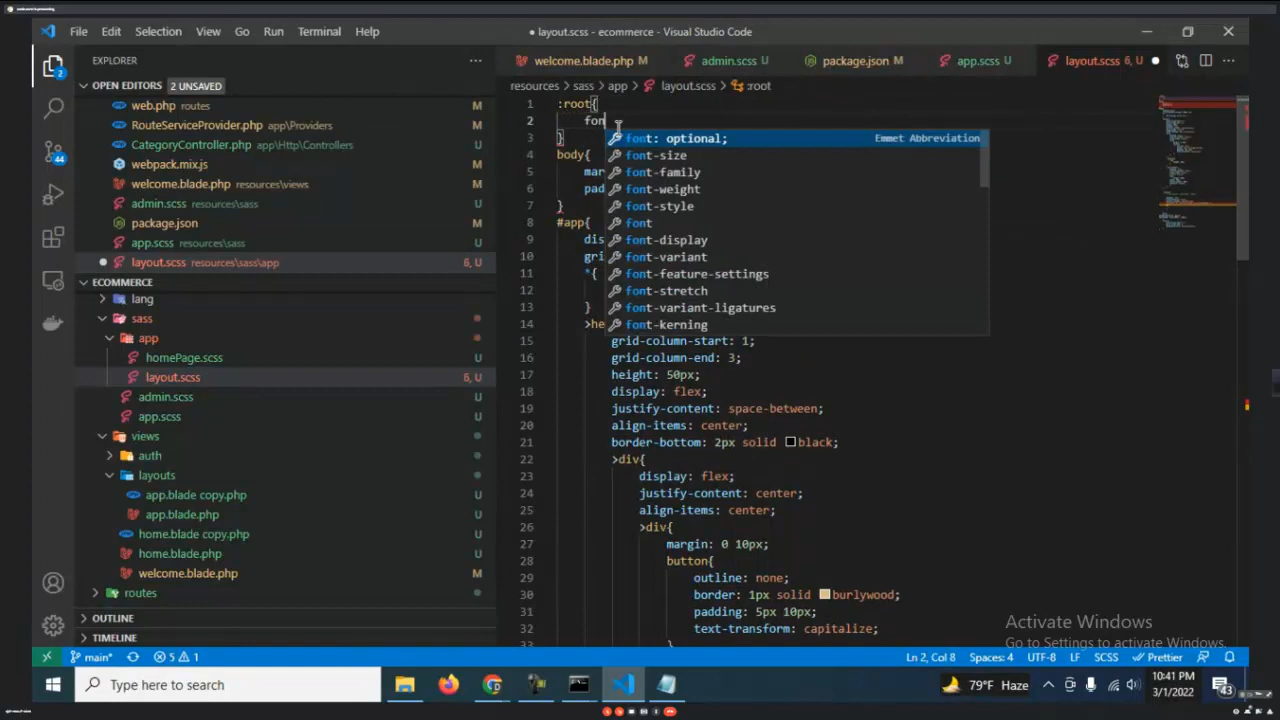 File Edit Selection View Go Run Terminal Help
● layout.scss - ecommerce - Visual Studio Code
EXPLORER ...
OPEN EDITORS 2 UNSAVED
web.php routes M
RouteServiceProvider.php app\Providers M
CategoryController.php app\Http\Controllers M
webpack.mix.js M
welcome.blade.php resources\views M
admin.scss resources\sass U
package.json M
app.scss resources\sass U
● layout.scss resources\sass\app 6, U
ECOMMERCE
lang
sass
app
homePage.scss U
layout.scss 6, U
admin.scss U
app.scss U
views
auth
layouts
app.blade copy.php U
app.blade.php U
home.blade copy.php U
home.blade.php U
welcome.blade.php M
routes
OUTLINE
TIMELINE
2
44
welcome.blade.php M admin.scss U package.json M app.scss U layout.scss 6, U ● ...
resources > sass > app > layout.scss > :root
1 :root{
2 fon
3 }
4 body{
5 mar
6 pad
7 }
8 #app{
9 dis
10 gri
11 *{
12
13 }
14 >he
font: optional; Emmet Abbreviation
font-size
font-family
font-weight
font-style
font
font-display
font-variant
font-feature-settings
font-stretch
font-variant-ligatures
font-kerning
15 grid-column-start: 1;
16 grid-column-end: 3;
17 height: 50px;
18 display: flex;
19 justify-content: space-between;
20 align-items: center;
21 border-bottom: 2px solid black;
22 >div{
23 display: flex;
24 justify-content: center;
25 align-items: center;
26 >div{
27 margin: 0 10px;
28 button{
29 outline: none;
30 border: 1px solid burlywood;
31 padding: 5px 10px;
32 text-transform: capitalize;
33 }
Activate Windows
Go to Settings to activate Windows.
main* 5 1 Ln 2, Col 8 Spaces: 4 UTF-8 LF SCSS Prettier
Type here to search
79°F Haze
10:41 PM
3/1/2022
43